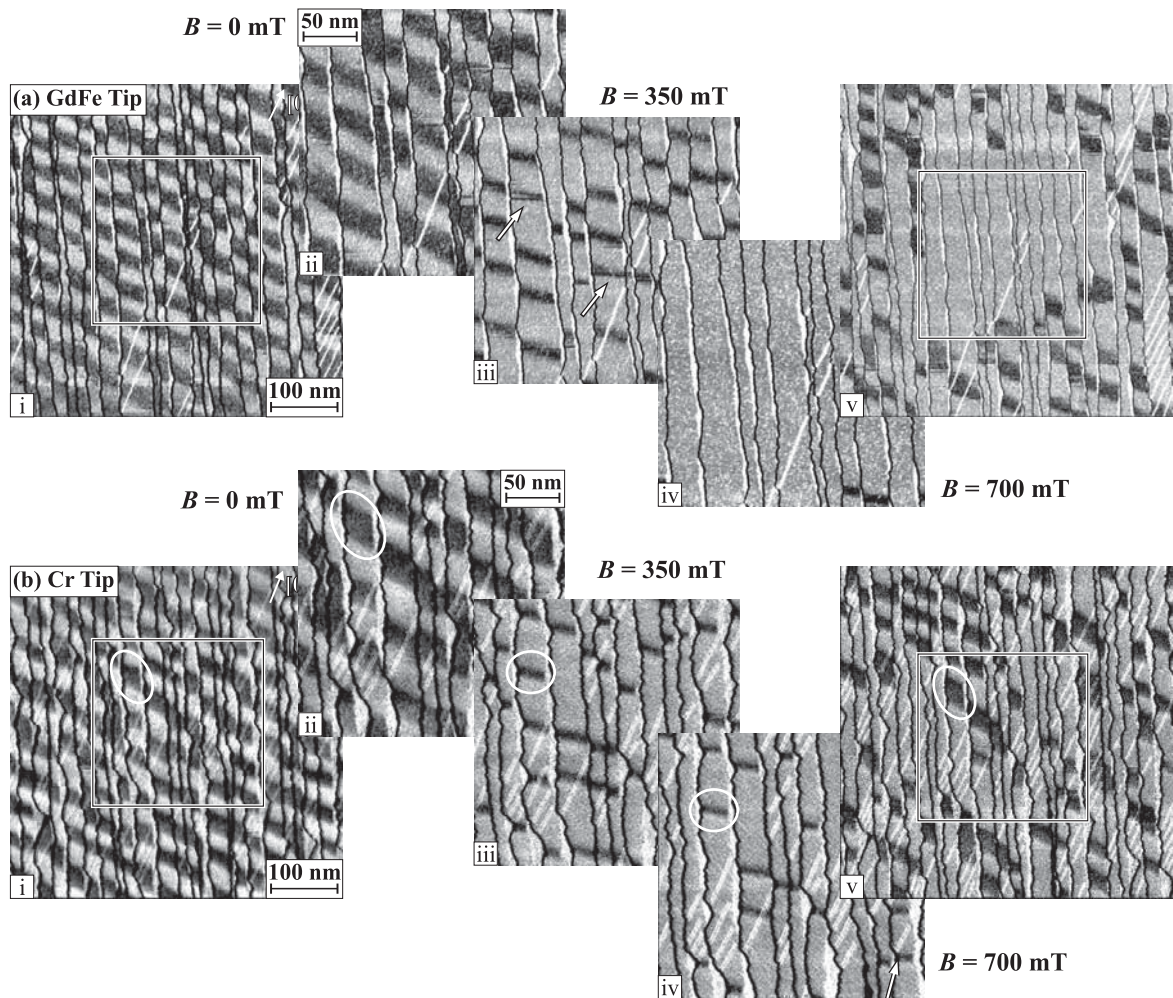 B = 0 mT
50 nm
(a) GdFe Tip
B = 350 mT
ii
100 nm
i
iii
v
iv
B = 700 mT
B = 0 mT
50 nm
(b) Cr Tip
B = 350 mT
ii
100 nm
i
iii
v
iv
B = 700 mT